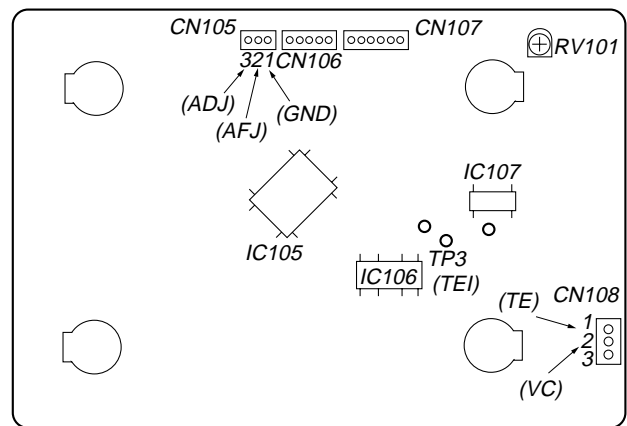 CN105
CN107
321
CN106
RV101
(ADJ)
(AFJ)
(GND)
IC107
IC105
TP3
(TEI)
IC106
CN108
(TE)
1
2
3
(VC)